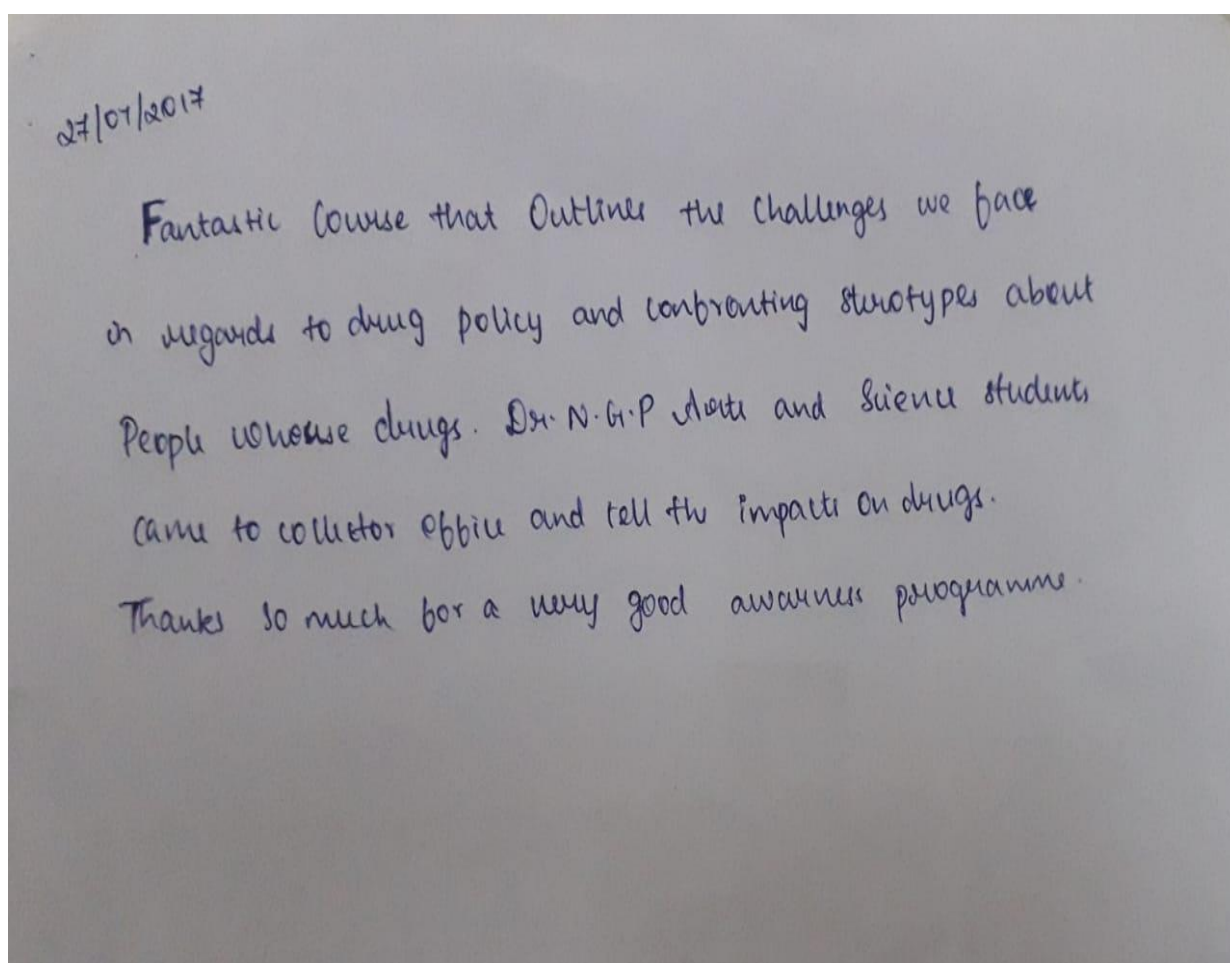 27/07/2017
Fantastic Course that Outlines the Challenges we face
in regards to drug policy and confronting sterotypes about
People whouse drugs. Dr. N.G.P Arts and Science students
came to collector office and tell the impacts on drugs.
Thanks so much for a very good awarness programme.